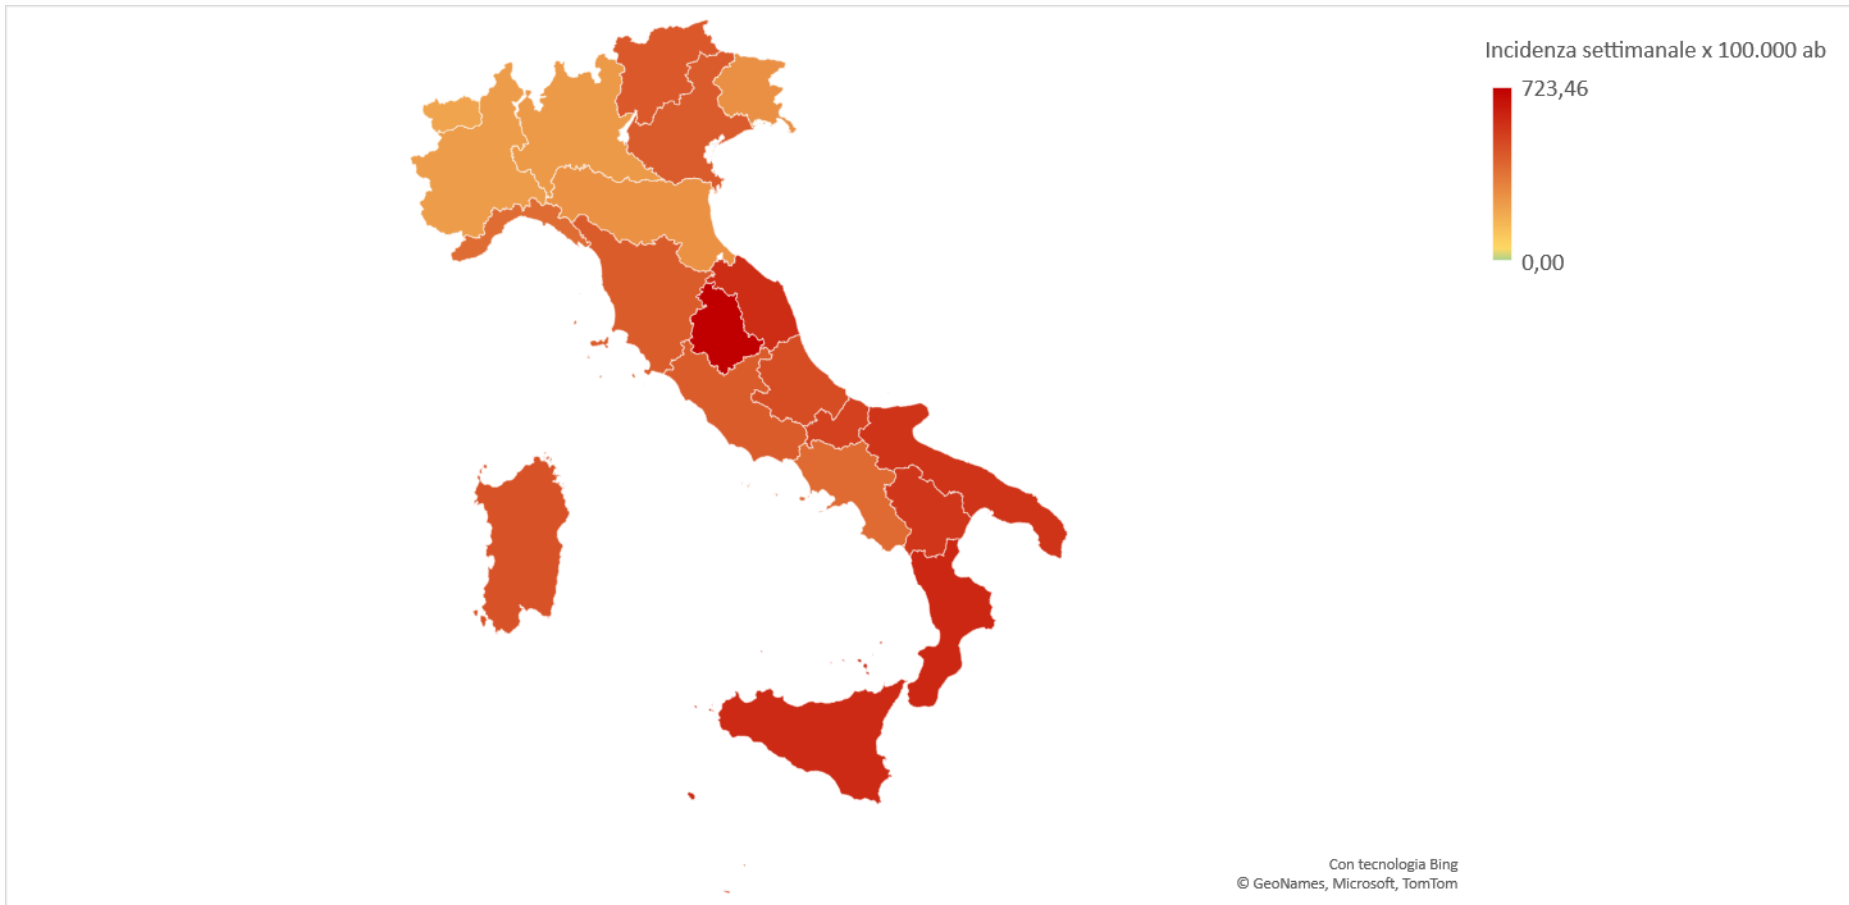 Incidenza settimanale x 100.000 ab
723,46
0,00
Con tecnologia Bing
© GeoNames, Microsoft, TomTom